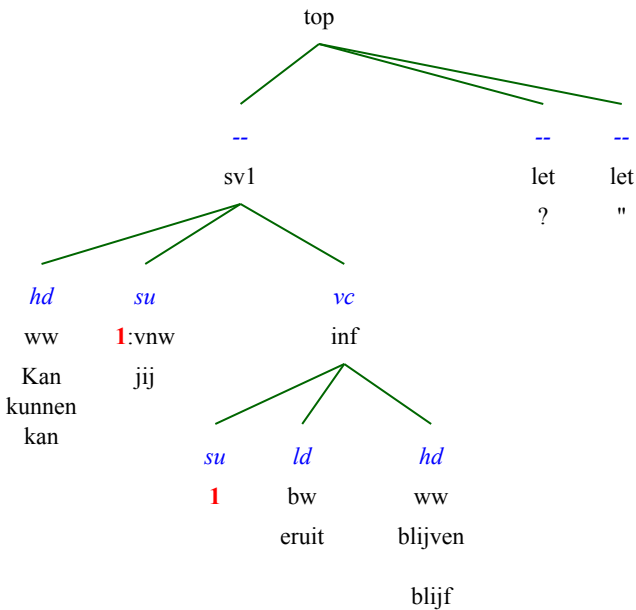 top
-- -- --
sv1 let let
? "
hd su vc
ww 1:vnw inf
Kan jij
kunnen
kan
su ld hd
1 bw ww
eruit blijven
blijf